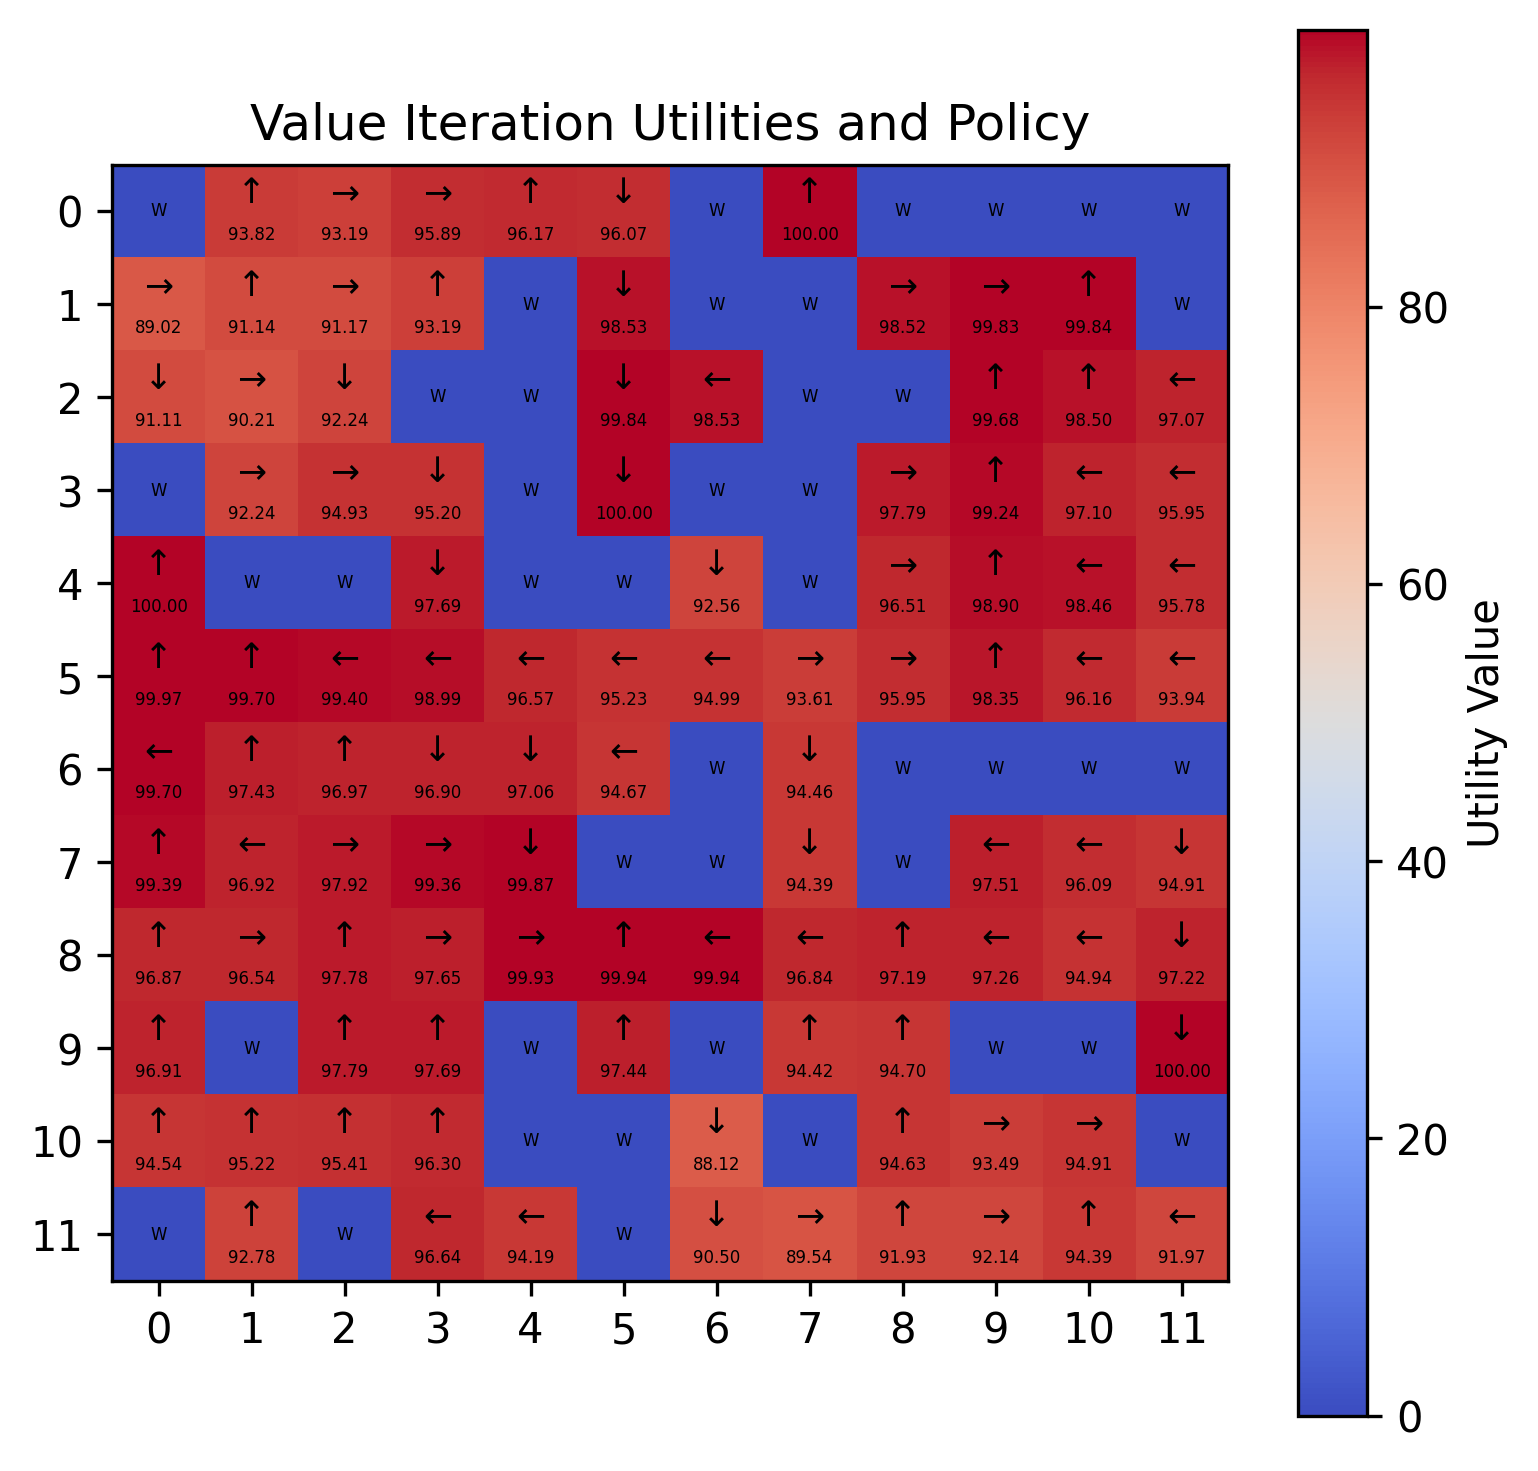 Value Iteration Utilities and Policy
0 W ↑ → → ↑ ↓ W ↑ W W W W
93.82 93.19 95.89 96.17 96.07 100.00
1 → ↑ → ↑ W ↓ W W → → ↑ W
89.02 91.14 91.17 93.19 98.53 98.52 99.83 99.84
2 ↓ → ↓ W W ↓ ← W W ↑ ↑ ←
91.11 90.21 92.24 99.84 98.53 99.68 98.50 97.07
3 W → → ↓ W ↓ W W → ↑ ← ←
92.24 94.93 95.20 100.00 97.79 99.24 97.10 95.95
4 ↑ W W ↓ W W ↓ W → ↑ ← ←
100.00 97.69 92.56 96.51 98.90 98.46 95.78
5 ↑ ↑ ← ← ← ← ← → → ↑ ← ←
99.97 99.70 99.40 98.99 96.57 95.23 94.99 93.61 95.95 98.35 96.16 93.94
6 ← ↑ ↑ ↓ ↓ ← W ↓ W W W W
99.70 97.43 96.97 96.90 97.06 94.67 94.46
7 ↑ ← → → ↓ W W ↓ W ← ← ↓
99.39 96.92 97.92 99.36 99.87 94.39 97.51 96.09 94.91
8 ↑ → ↑ → → ↑ ← ← ↑ ← ← ↓
96.87 96.54 97.78 97.65 99.93 99.94 99.94 96.84 97.19 97.26 94.94 97.22
9 ↑ W ↑ ↑ W ↑ W ↑ ↑ W W ↓
96.91 97.79 97.69 97.44 94.42 94.70 100.00
10 ↑ ↑ ↑ ↑ W W ↓ W ↑ → → W
94.54 95.22 95.41 96.30 88.12 94.63 93.49 94.91
11 W ↑ W ← ← W ↓ → ↑ → ↑ ←
92.78 96.64 94.19 90.50 89.54 91.93 92.14 94.39 91.97
0 1 2 3 4 5 6 7 8 9 10 11
80
60
40
20
0
Utility Value